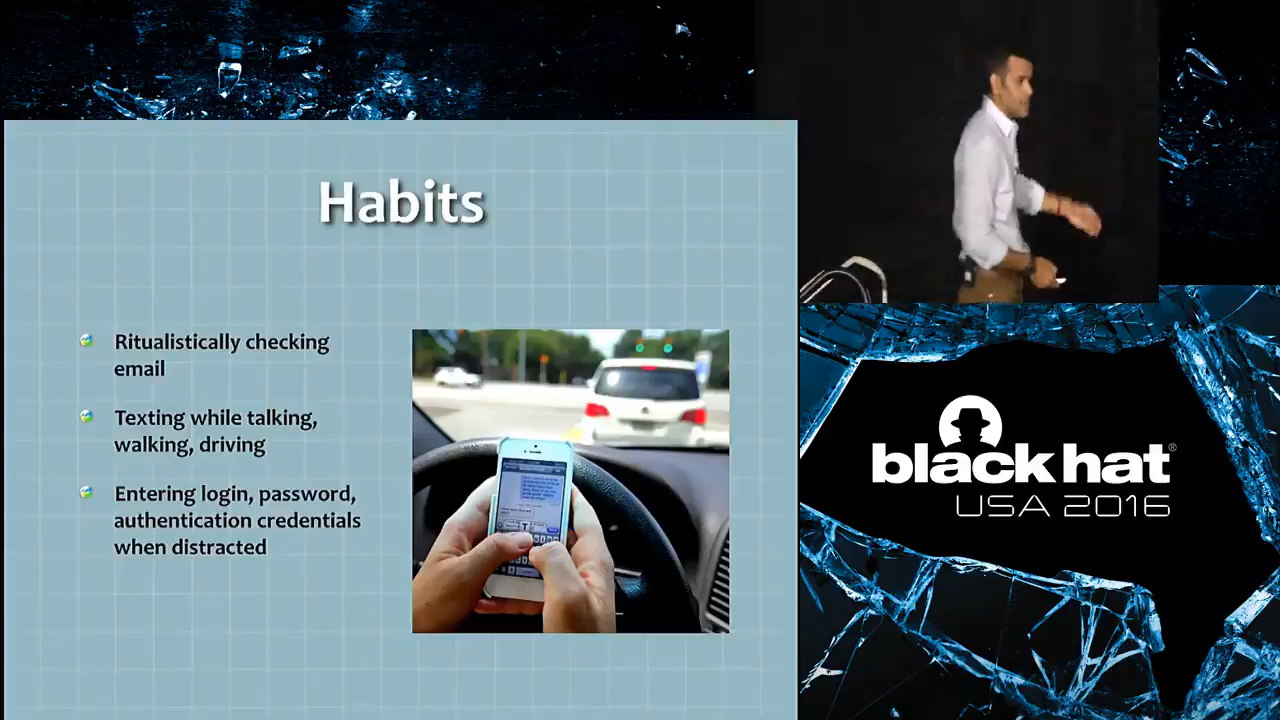 Habits
Ritualistically checking
email
Texting while talking,
walking, driving
Entering login, password,
authentication credentials
when distracted
black hat®
USA 2016